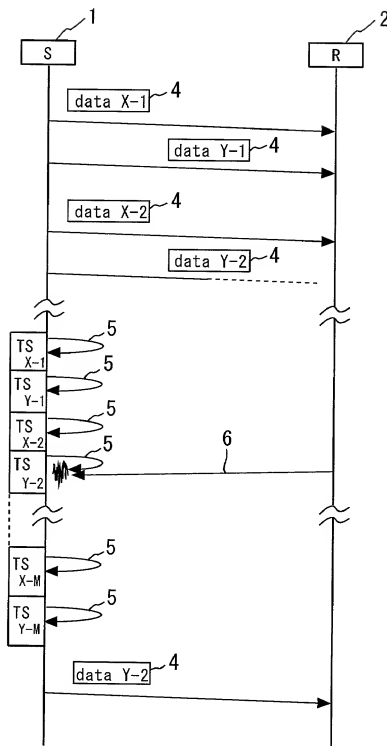 1
2
S
R
data X-1 4
data Y-1 4
data X-2 4
data Y-2 4
TS X-1 5
TS Y-1 5
TS X-2 5
TS Y-2 5
6
TS X-M 5
TS Y-M 5
data Y-2 4